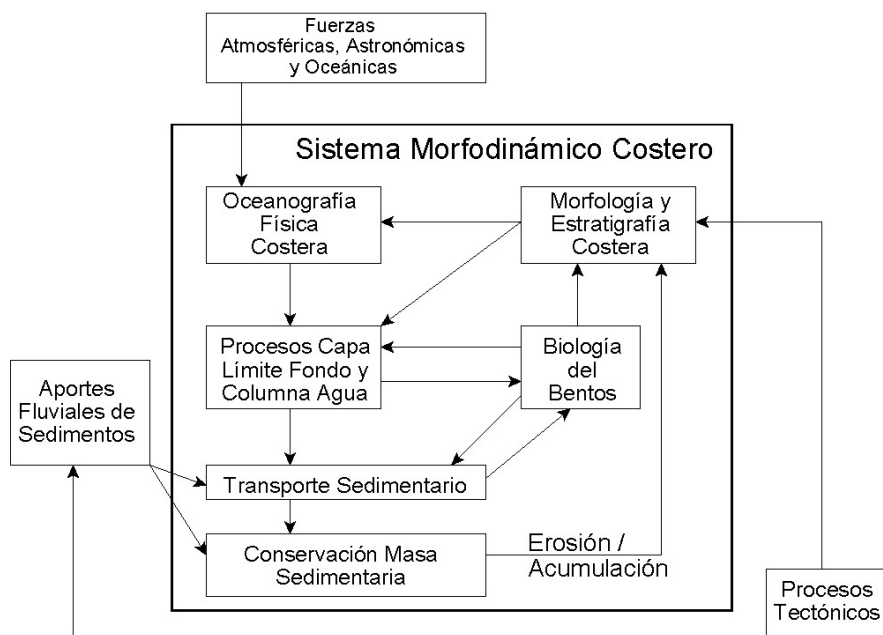 Fuerzas
Atmosféricas, Astronómicas
y Oceánicas
Sistema Morfodinámico Costero
Oceanografía
Física
Costera
Morfología y
Estratigrafía
Costera
Procesos Capa
Límite Fondo y
Columna Agua
Biología
del
Bentos
Aportes
Fluviales de
Sedimentos
Transporte Sedimentario
Conservación Masa
Sedimentaria
Erosión /
Acumulación
Procesos
Tectónicos